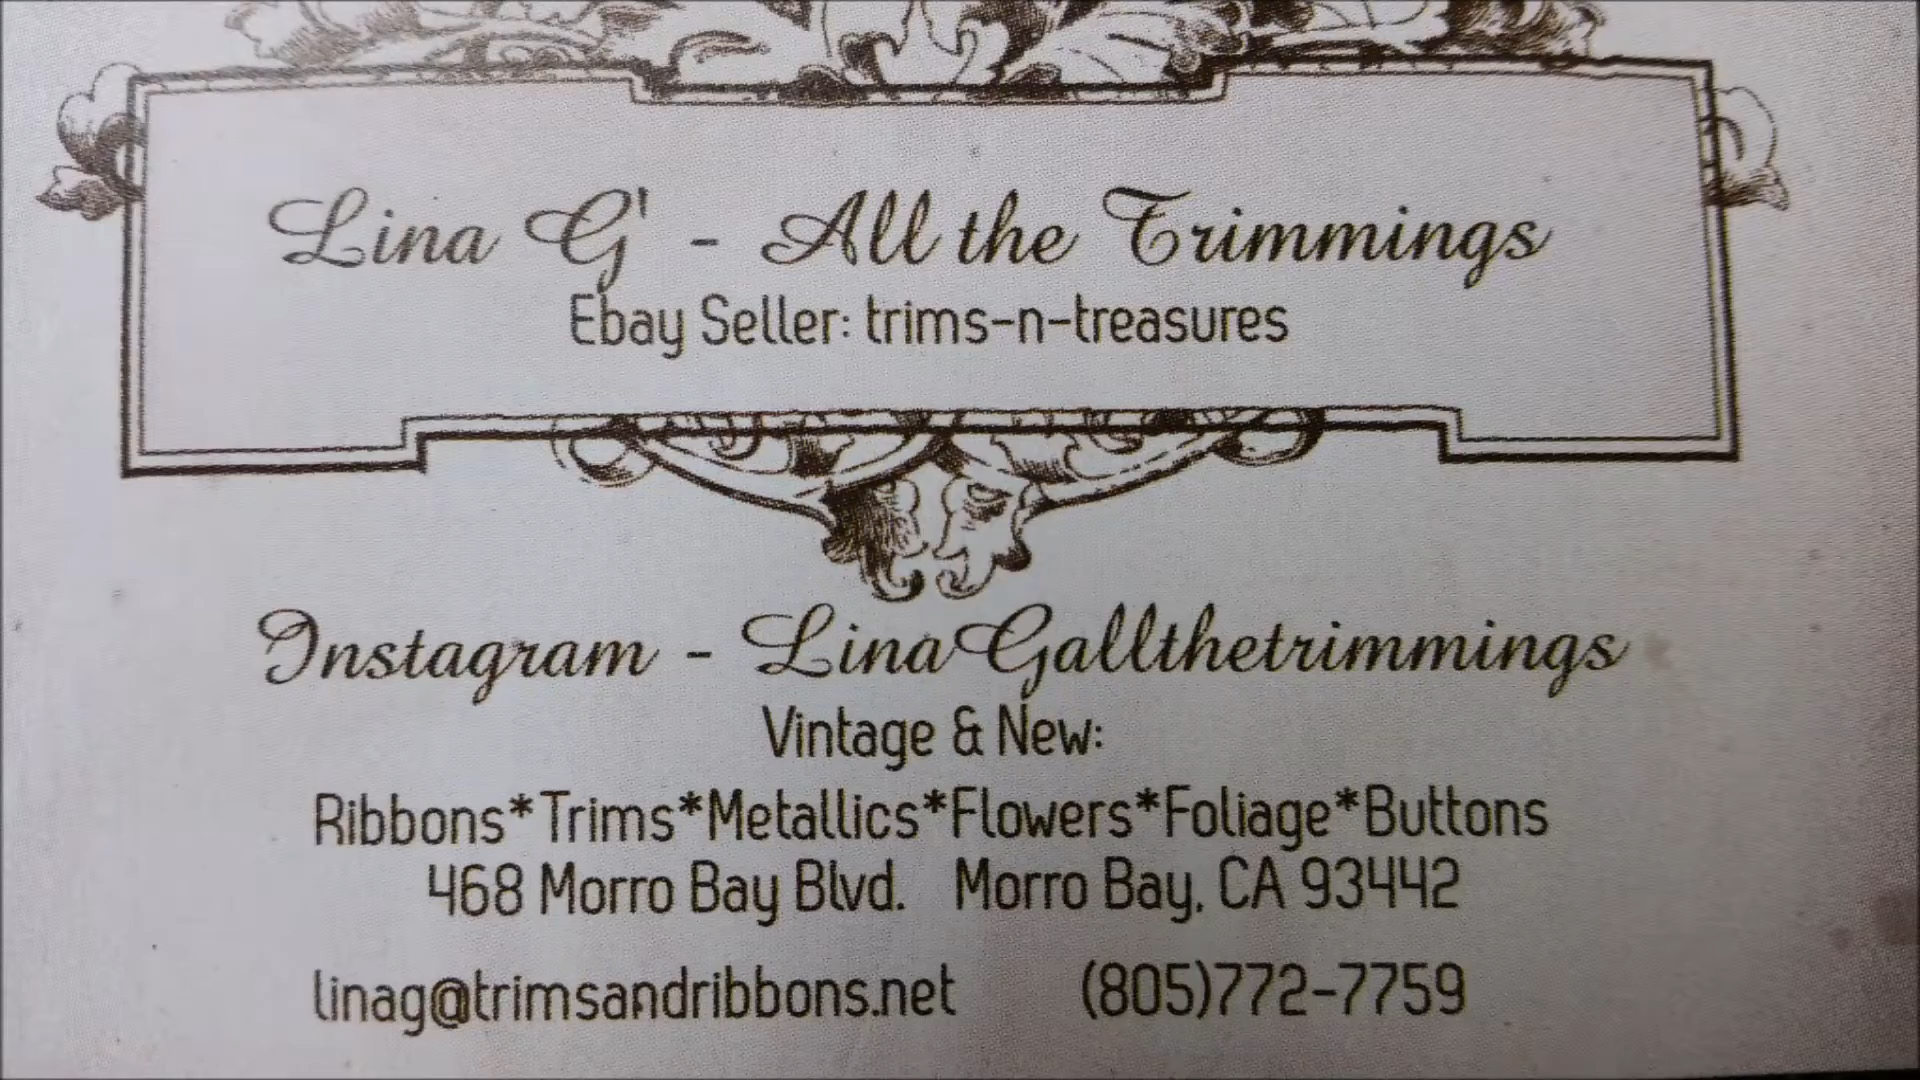 Lina G' - All the Trimmings
Ebay Seller: trims-n-treasures
Instagram - LinaGallthetrimmings
Vintage & New:
Ribbons*Trims*Metallics*Flowers*Foliage*Buttons
468 Morro Bay Blvd. Morro Bay, CA 93442
linag@trimsandribbons.net (805)772-7759